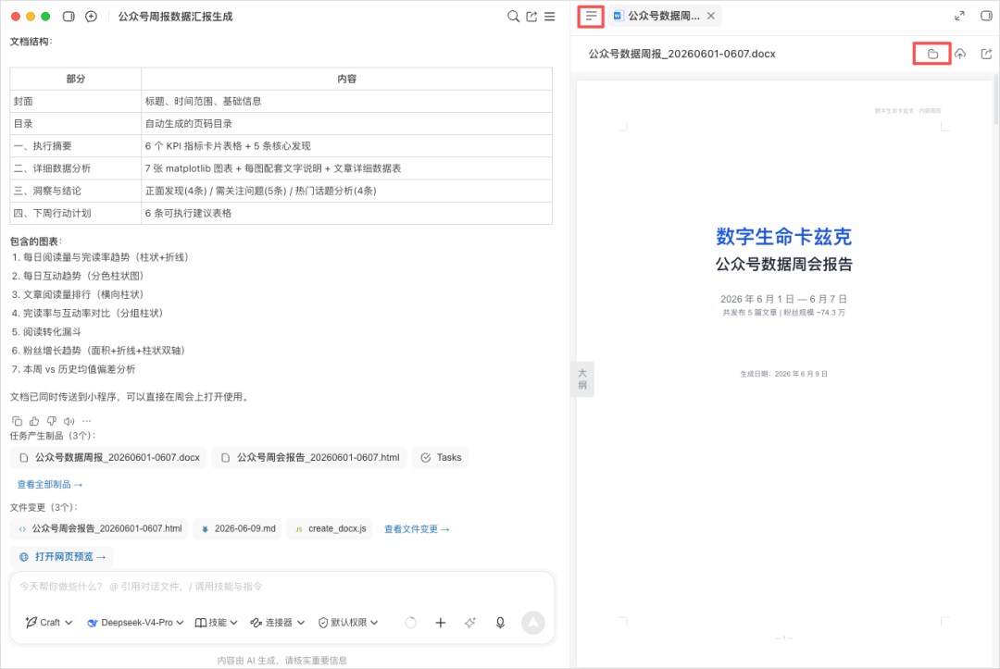 公众号周报数据汇报生成
文档结构：
部分 内容
封面 标题、时间范围、基础信息
目录 自动生成的页码目录
一、执行摘要 6 个 KPI 指标卡片表格 + 5 条核心发现
二、详细数据分析 7 张 matplotlib 图表 + 每图配套文字说明 + 文章详细数据表
三、洞察与结论 正面发现(4条) / 需关注问题(5条) / 热门话题分析(4条)
四、下周行动计划 6 条可执行建议表格
包含的图表：
1. 每日阅读量与完读率趋势（柱状+折线）
2. 每日互动趋势（分色柱状图）
3. 文章阅读量排行（横向柱状）
4. 完读率与互动率对比（分组柱状）
5. 阅读转化漏斗
6. 粉丝增长趋势（面积+折线+柱状双轴）
7. 本周 vs 历史均值偏差分析
文档已同时传送到小程序，可以直接在周会上打开使用。
任务产生制品（3个）：
公众号数据周报_20260601-0607.docx 公众号周会报告_20260601-0607.html Tasks
查看全部制品 →
文件变更（3个）：
公众号周会报告_20260601-0607.html 2026-06-09.md JS create_docx.js 查看文件变更 →
打开网页预览 →
今天帮你做些什么？ @ 引用对话文件，/ 调用技能与指令
Craft Deepseek-V4-Pro 技能 连接器 默认权限
内容由 AI 生成，请核实重要信息
W 公众号数据周...
公众号数据周报_20260601-0607.docx
数字生命卡兹克 · 内部周报
数字生命卡兹克
公众号数据周会报告
2026 年 6 月 1 日 — 6 月 7 日
共发布 5 篇文章 | 粉丝规模 ~74.3 万
生成日期：2026 年 6 月 9 日
大纲
—1—